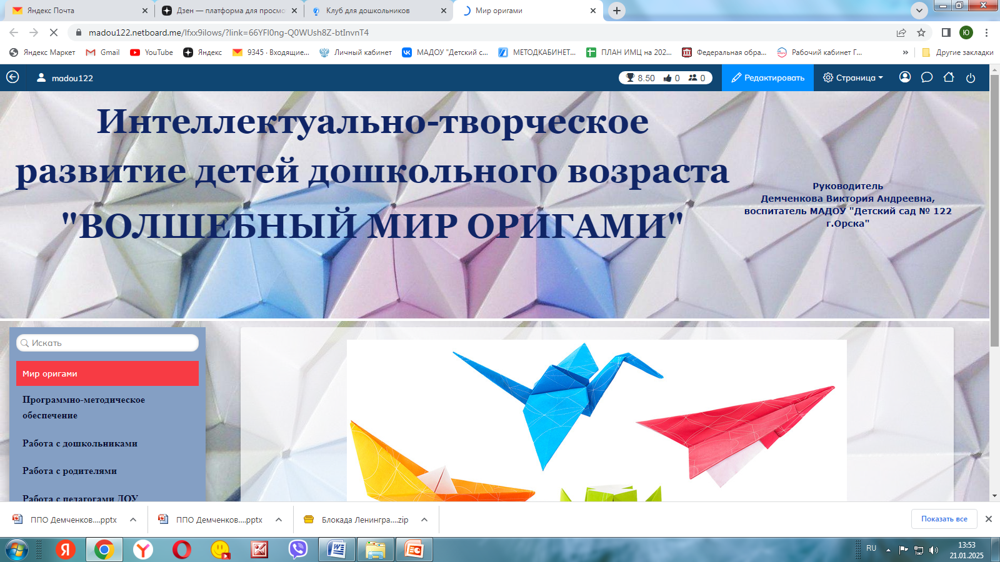 Яндекс Почта
Дзен — платформа для просмо
Клуб для дошкольников
Мир оригами
madou122.netboard.me/lfxx9ilows/?link=66YFl0ng-Q0WUsh8Z-btInvnT4
Ю
Яндекс Маркет
Gmail
YouTube
Яндекс
9345 · Входящие...
Личный кабинет
МАДОУ "Детский с...
МЕТОДКАБИНЕТ...
ПЛАН ИМЦ на 202...
Федеральная обра...
Рабочий кабинет Г...
»
Другие закладки
madou122
8.50 0 0
Редактировать
Страница
Интеллектуально-творческое
развитие детей дошкольного возраста
"ВОЛШЕБНЫЙ МИР ОРИГАМИ"
Руководитель
Демченкова Виктория Андреевна,
воспитатель МАДОУ "Детский сад № 122
г.Орска"
Искать
Мир оригами
Программно-методическое
обеспечение
Работа с дошкольниками
Работа с родителями
Работа с педагогами ДОУ
ППО Демченков....pptx
ППО Демченков....pptx
Блокада Ленингра....zip
Показать все
RU
13:53
21.01.2025